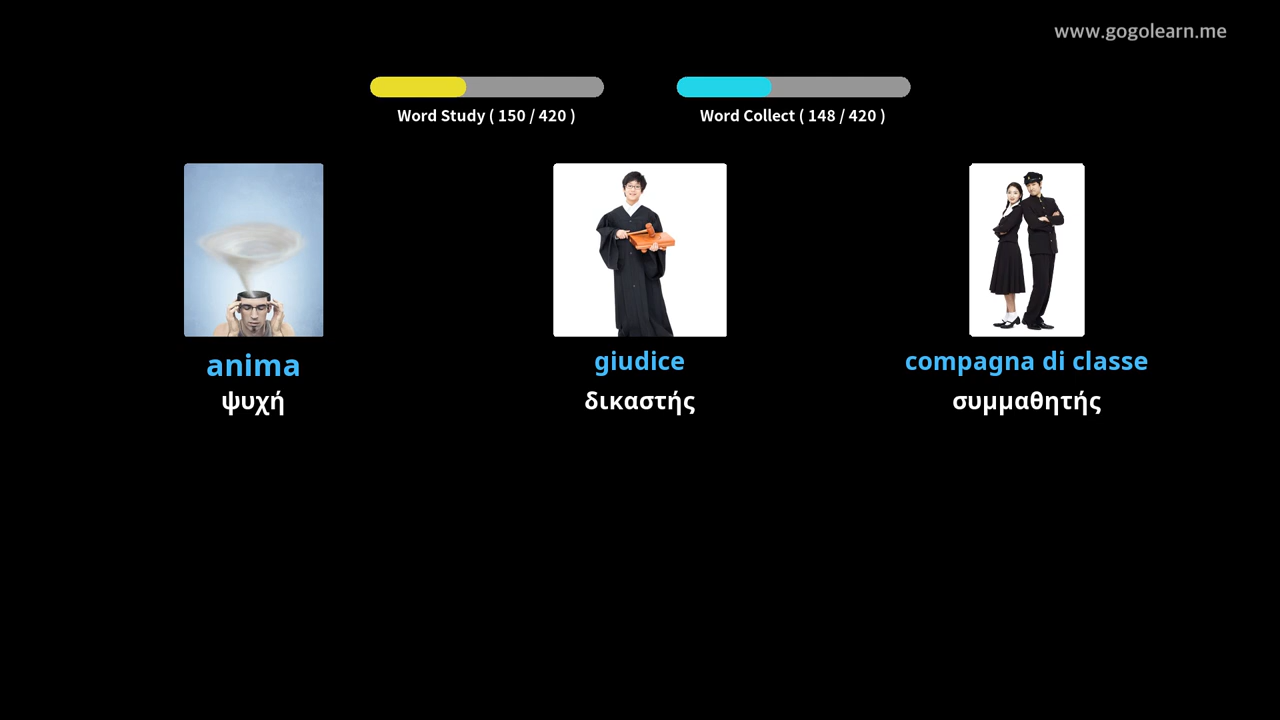 www.gogolearn.me
Word Study ( 150 / 420 )
Word Collect ( 148 / 420 )
anima
ψυχή
giudice
δικαστής
compagna di classe
συμμαθητής